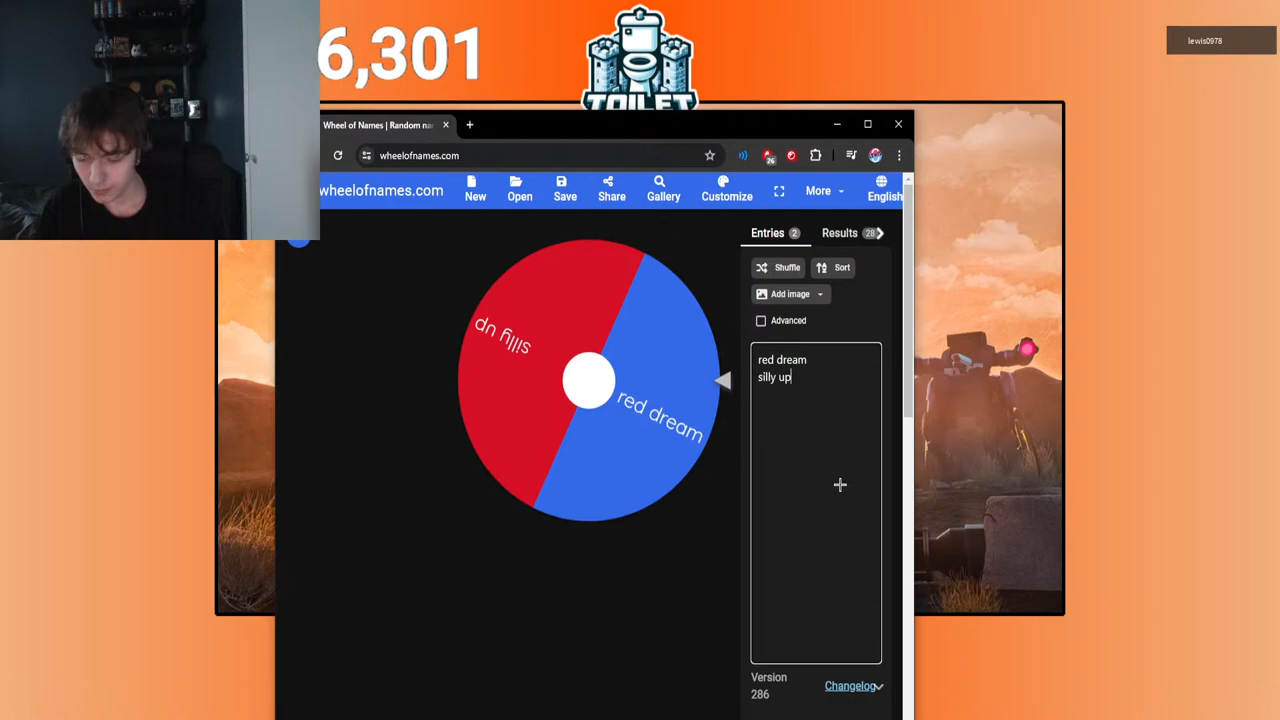 6,301
TOILET
lewis0978
Wheel of Names | Random na
wheelofnames.com
26
wheelofnames.com
New
Open
Save
Share
Gallery
Customize
More
English
Entries 2
Results 28
Shuffle
Sort
Add image
Advanced
red dream
silly up
silly up
red dream
Version
286
Changelog